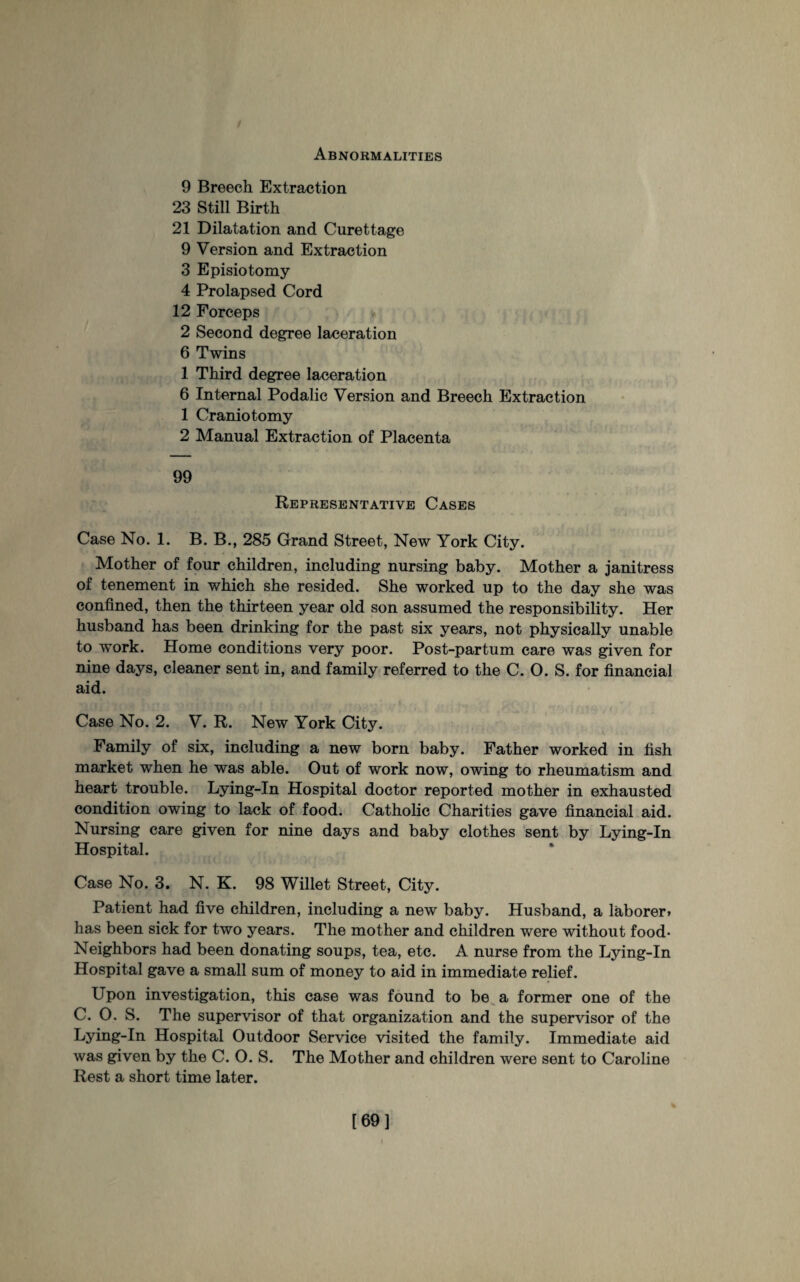 Abnormalities
9 Breech Extraction
23 Still Birth
21 Dilatation and Curettage
9 Version and Extraction
3 Episiotomy
4 Prolapsed Cord
12 Forceps
2 Second degree laceration
6 Twins
1 Third degree laceration
6 Internal Podalic Version and Breech Extraction
1 Craniotomy
2 Manual Extraction of Placenta
99
Representative Cases
Case No. 1. B. B., 285 Grand Street, New York City.
Mother of four children, including nursing baby. Mother a janitress
of tenement in which she resided. She worked up to the day she was
confined, then the thirteen year old son assumed the responsibility. Her
husband has been drinking for the past six years, not physically unable
to work. Home conditions very poor. Post-partum care was given for
nine days, cleaner sent in, and family referred to the C. O. S. for financial
aid.
Case No. 2. V. R. New York City.
Family of six, including a new born baby. Father worked in fish
market when he was able. Out of work now, owing to rheumatism and
heart trouble. Lying-In Hospital doctor reported mother in exhausted
condition owing to lack of food. Catholic Charities gave financial aid.
Nursing care given for nine days and baby clothes sent by Lying-In
Hospital.
Case No. 3. N. K. 98 Willet Street, City.
Patient had five children, including a new baby. Husband, a laborer,
has been sick for two years. The mother and children were without food.
Neighbors had been donating soups, tea, etc. A nurse from the Lying-In
Hospital gave a small sum of money to aid in immediate relief.
Upon investigation, this case was found to be a former one of the
C. O. S. The supervisor of that organization and the supervisor of the
Lying-In Hospital Outdoor Service visited the family. Immediate aid
was given by the C. O. S. The Mother and children were sent to Caroline
Rest a short time later.
[69]